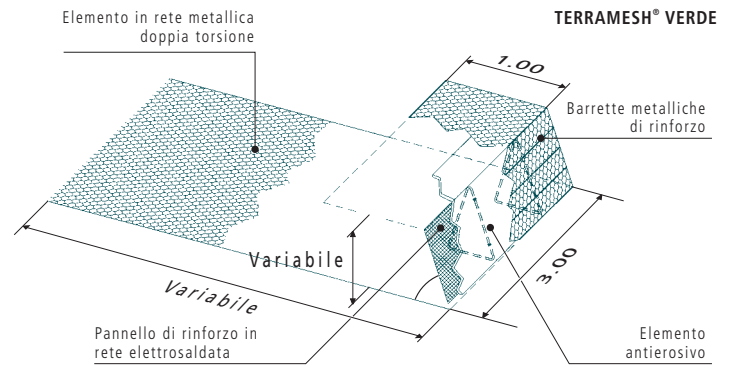 Elemento in rete metallica
doppia torsione
TERRAMESH® VERDE
1.00
Barrette metalliche
di rinforzo
Variabile
Variabile
3.00
Pannello di rinforzo in
rete elettrosaldata
Elemento
antierosivo